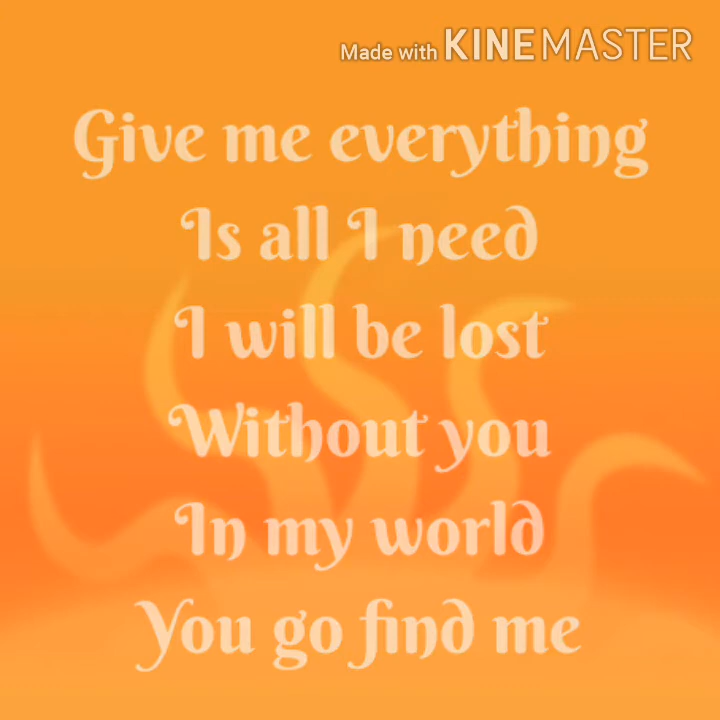 Made with KINEMASTER
Give me everything
Is all I need
I will be lost
Without you
In my world
You go find me